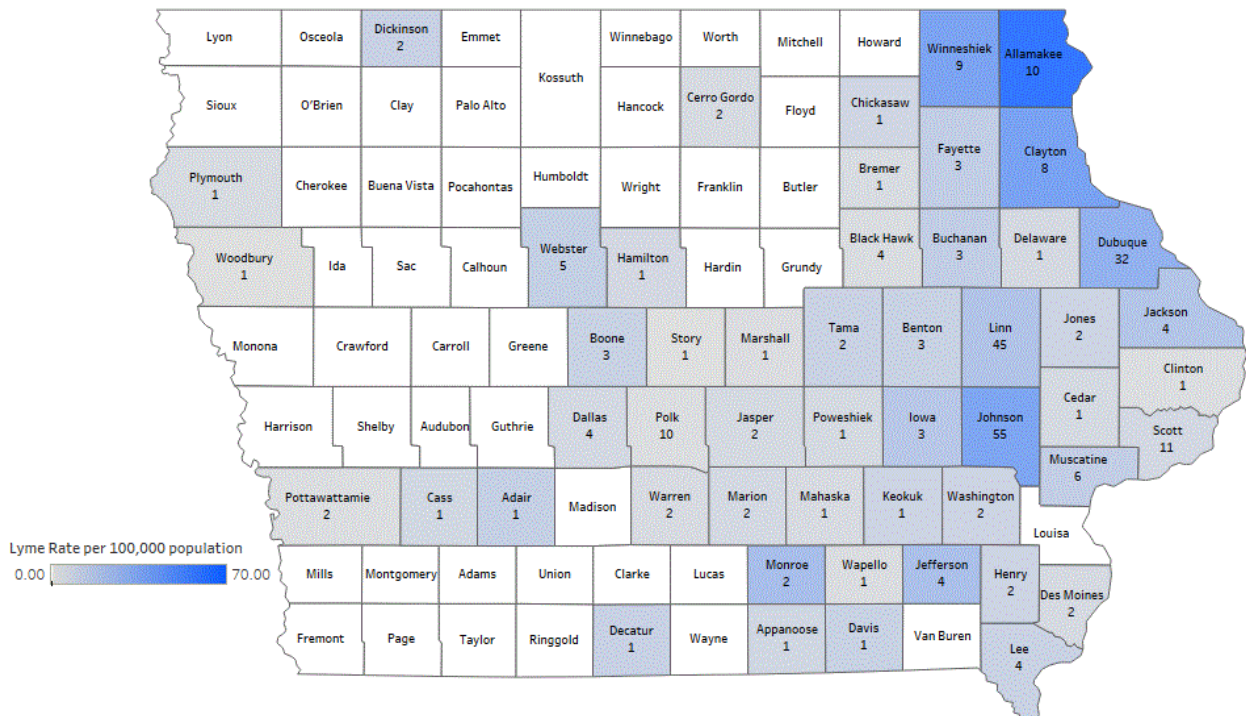 Lyon
Osceola
Dickinson
2
Emmet
Winnebago
Worth
Mitchell
Howard
Winneshiek
9
Allamakee
10
Kossuth
Sioux
O'Brien
Clay
Palo Alto
Hancock
Cerro Gordo
2
Floyd
Chickasaw
1
Fayette
3
Clayton
8
Plymouth
1
Cherokee
Buena Vista
Pocahontas
Humboldt
Wright
Franklin
Butler
Bremer
1
Woodbury
1
Ida
Sac
Calhoun
Webster
5
Hamilton
1
Hardin
Grundy
Black Hawk
4
Buchanan
3
Delaware
1
Dubuque
32
Monona
Crawford
Carroll
Greene
Boone
3
Story
1
Marshall
1
Tama
2
Benton
3
Linn
45
Jones
2
Jackson
4
Clinton
1
Harrison
Shelby
Audubon
Guthrie
Dallas
4
Polk
10
Jasper
2
Poweshiek
1
Iowa
3
Johnson
55
Cedar
1
Scott
11
Muscatine
6
Pottawattamie
2
Cass
1
Adair
1
Madison
Warren
2
Marion
2
Mahaska
1
Keokuk
1
Washington
2
Louisa
Lyme Rate per 100,000 population
0.00
70.00
Mills
Montgomery
Adams
Union
Clarke
Lucas
Monroe
2
Wapello
1
Jefferson
4
Henry
2
Des Moines
2
Fremont
Page
Taylor
Ringgold
Decatur
1
Wayne
Appanoose
1
Davis
1
Van Buren
Lee
4